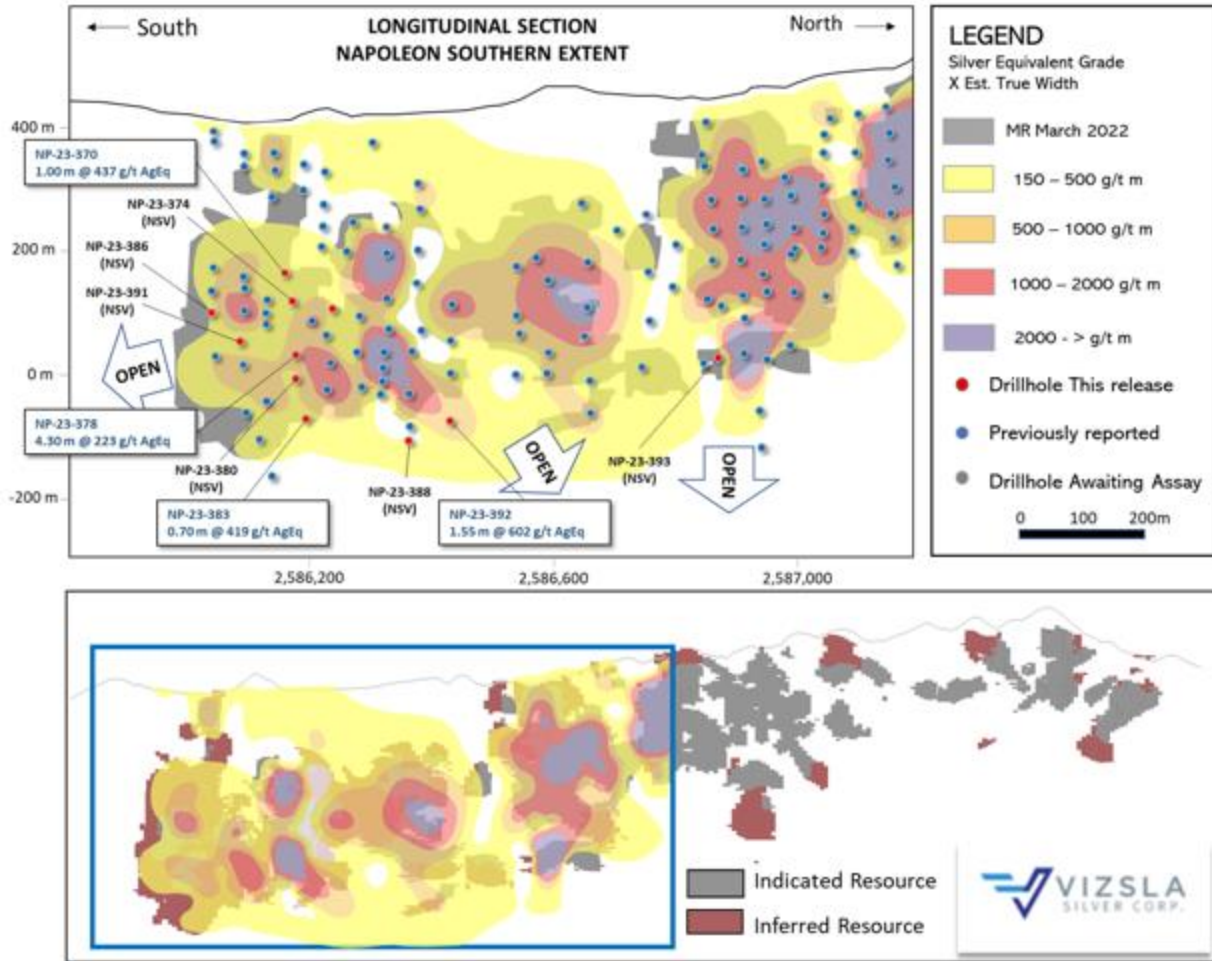 South
LONGITUDINAL SECTION
NAPOLEON SOUTHERN EXTENT
North
400 m
200 m
0 m
-200 m
NP-23-370
1.00 m @ 437 g/t AgEq
NP-23-374
(NSV)
NP-23-386
(NSV)
NP-23-391
(NSV)
OPEN
NP-23-378
4.30 m @ 223 g/t AgEq
NP-23-380
(NSV)
NP-23-383
0.70 m @ 419 g/t AgEq
NP-23-388
(NSV)
NP-23-392
1.55 m @ 602 g/t AgEq
OPEN
NP-23-393
(NSV)
OPEN
2,586,200
2,586,600
2,587,000
LEGEND
Silver Equivalent Grade
X Est. True Width
MR March 2022
150 – 500 g/t m
500 – 1000 g/t m
1000 – 2000 g/t m
2000 - > g/t m
Drillhole This release
Previously reported
Drillhole Awaiting Assay
0 100 200m
Indicated Resource
Inferred Resource
VIZSLA
SILVER CORP.